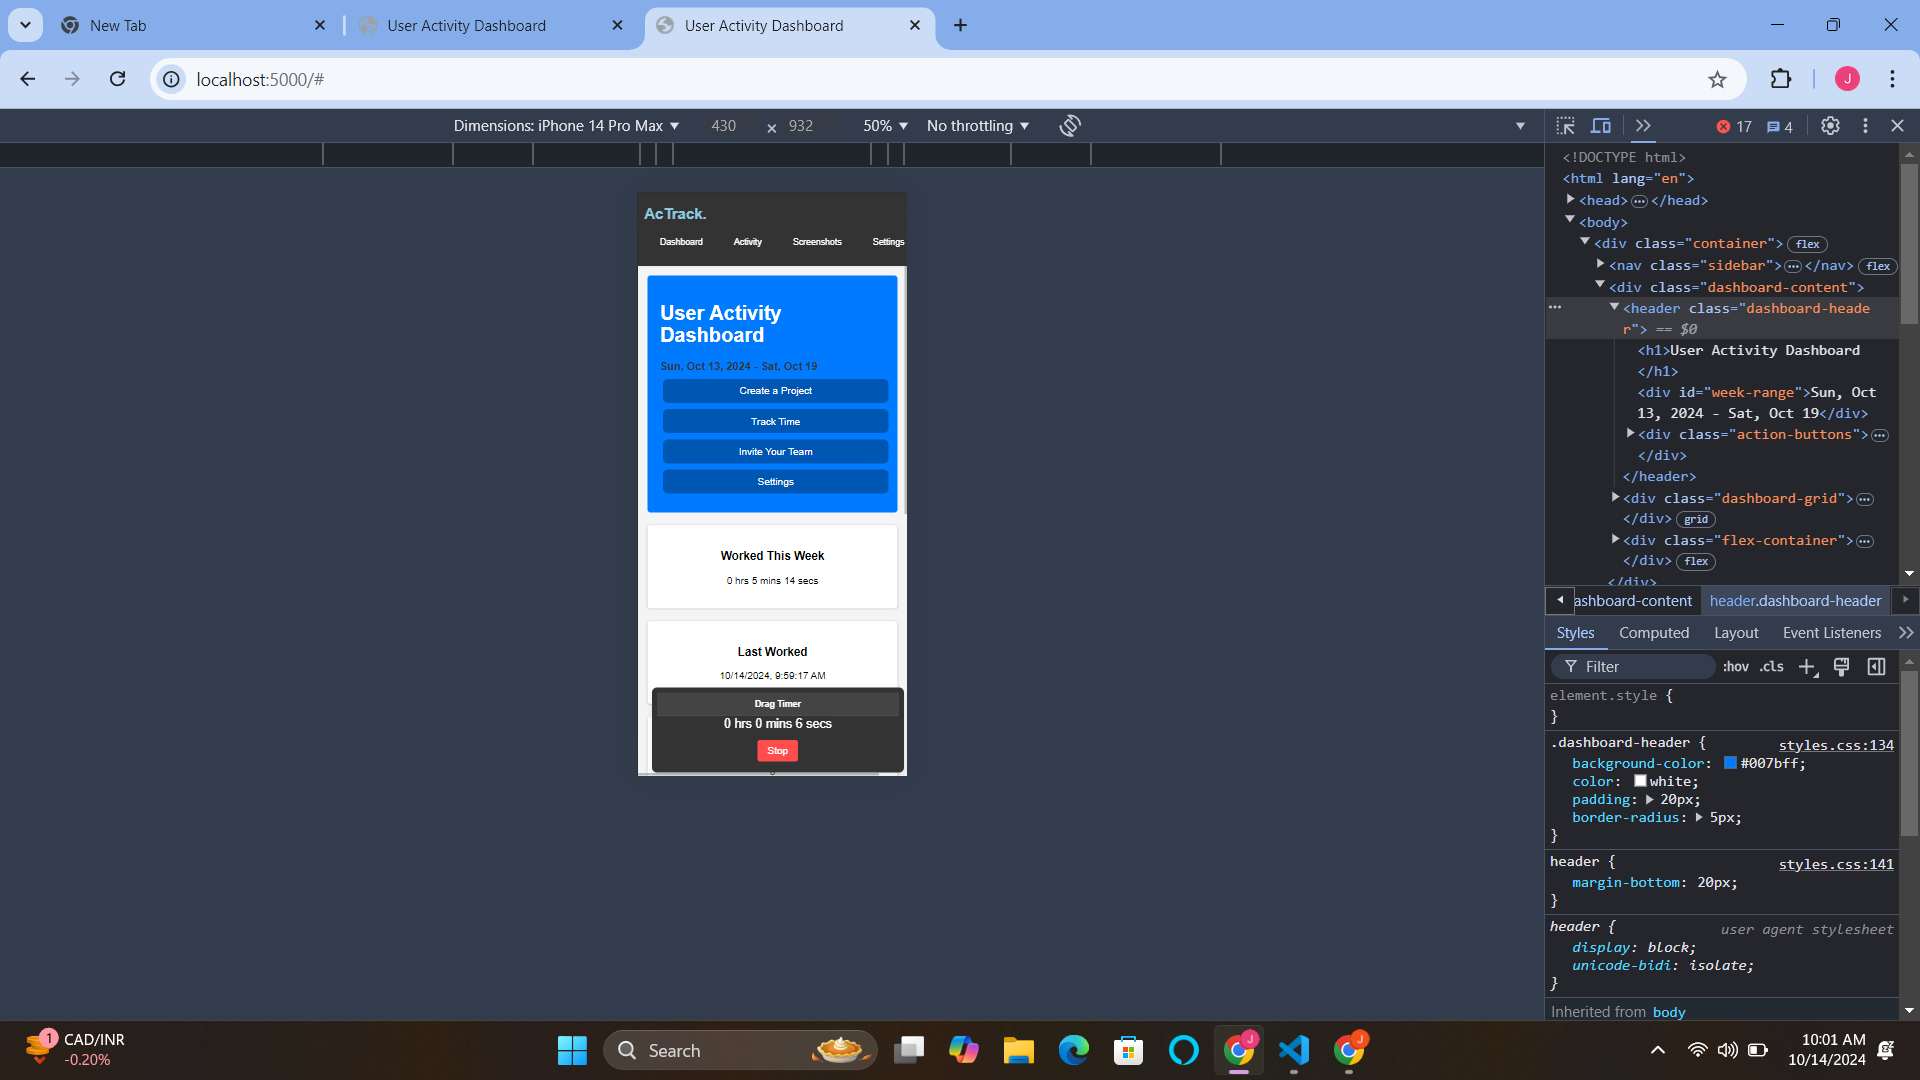 New Tab
User Activity Dashboard
User Activity Dashboard
localhost:5000/#
J
Dimensions: iPhone 14 Pro Max 430 × 932 50% No throttling
17 4
AcTrack.
Dashboard Activity Screenshots Settings
User Activity
Dashboard
Sun, Oct 13, 2024 - Sat, Oct 19
Create a Project
Track Time
Invite Your Team
Settings
Worked This Week
0 hrs 5 mins 14 secs
Last Worked
10/14/2024, 9:59:17 AM
Drag Timer
0 hrs 0 mins 6 secs
Stop
<!DOCTYPE html>
<html lang="en">
<head> ••• </head>
<body>
<div class="container"> flex
<nav class="sidebar"> ••• </nav> flex
<div class="dashboard-content">
••• <header class="dashboard-heade
r"> == $0
<h1>User Activity Dashboard
</h1>
<div id="week-range">Sun, Oct
13, 2024 - Sat, Oct 19</div>
<div class="action-buttons"> •••
</div>
</header>
<div class="dashboard-grid"> •••
</div> grid
<div class="flex-container"> •••
</div> flex
</div>
ashboard-content header.dashboard-header
Styles Computed Layout Event Listeners
Filter :hov .cls
element.style {
}
.dashboard-header { styles.css:134
background-color: #007bff;
color: white;
padding: 20px;
border-radius: 5px;
}
header { styles.css:141
margin-bottom: 20px;
}
header { user agent stylesheet
display: block;
unicode-bidi: isolate;
}
Inherited from body
1
CAD/INR
-0.20%
Search
J
J
10:01 AM
10/14/2024